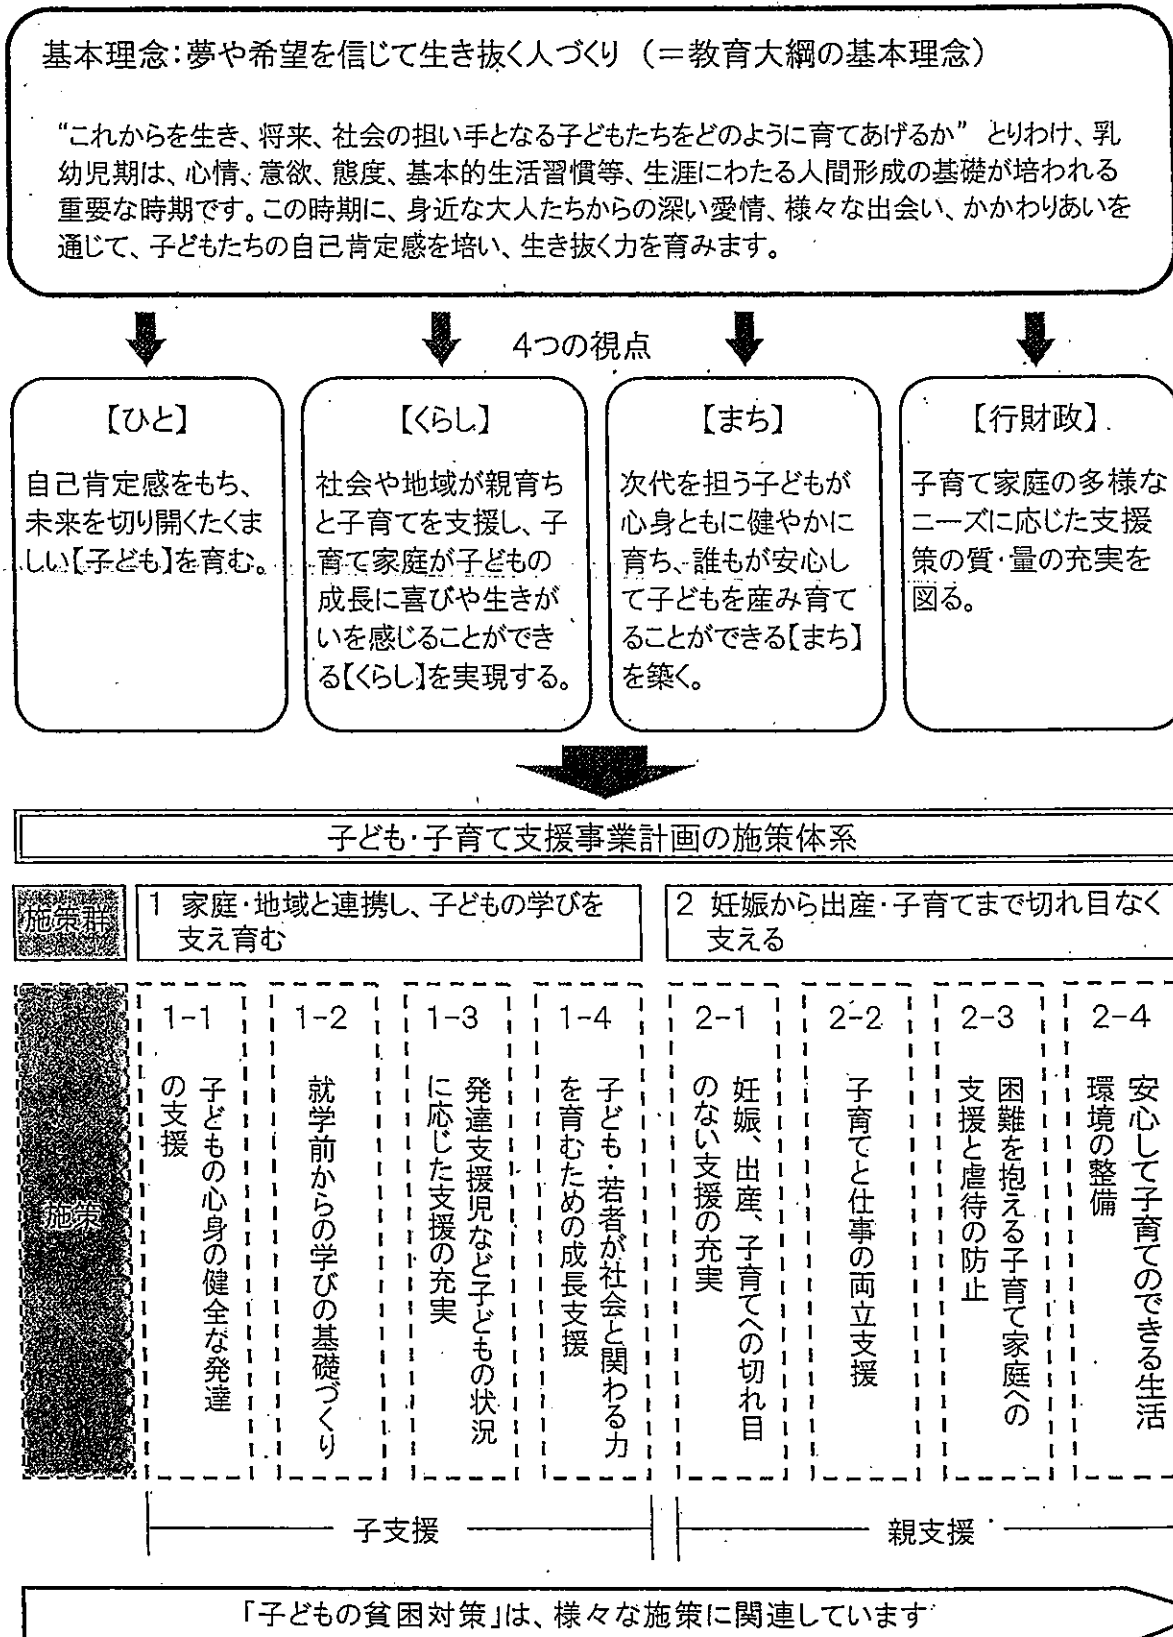 基本理念：夢や希望を信じて生き抜く人づくり（＝教育大綱の基本理念）
“これからを生き、将来、社会の担い手となる子どもたちをどのように育てあげるか” とりわけ、乳
幼児期は、心情、意欲、態度、基本的生活習慣等、生涯にわたる人間形成の基礎が培われる
重要な時期です。この時期に、身近な大人たちからの深い愛情、様々な出会い、かかわりあいを
通じて、子どもたちの自己肯定感を培い、生き抜く力を育みます。
4つの視点
【ひと】
自己肯定感をもち、
未来を切り開くたくま
しい【子ども】を育む。
【くらし】
社会や地域が親育ち
と子育てを支援し、子
育て家庭が子どもの
成長に喜びや生きが
いを感じることができ
る【くらし】を実現する。
【まち】
次代を担う子どもが
心身ともに健やかに
育ち、誰もが安心し
て子どもを産み育て
ることができる【まち】
を築く。
【行財政】
子育て家庭の多様な
ニーズに応じた支援
策の質・量の充実を
図る。
子ども・子育て支援事業計画の施策体系
施策群
1 家庭・地域と連携し、子どもの学びを
支え育む
2 妊娠から出産・子育てまで切れ目なく
支える
施策
1-1
子どもの心身の健全な発達
の支援
1-2
就学前からの学びの基礎づくり
1-3
発達支援児など子どもの状況
に応じた支援の充実
1-4
子ども・若者が社会と関わる力
を育むための成長支援
2-1
妊娠、出産、子育てへの切れ目
のない支援の充実
2-2
子育てと仕事の両立支援
2-3
困難を抱える子育て家庭への
支援と虐待の防止
2-4
安心して子育てのできる生活
環境の整備
子支援
親支援
「子どもの貧困対策」は、様々な施策に関連しています